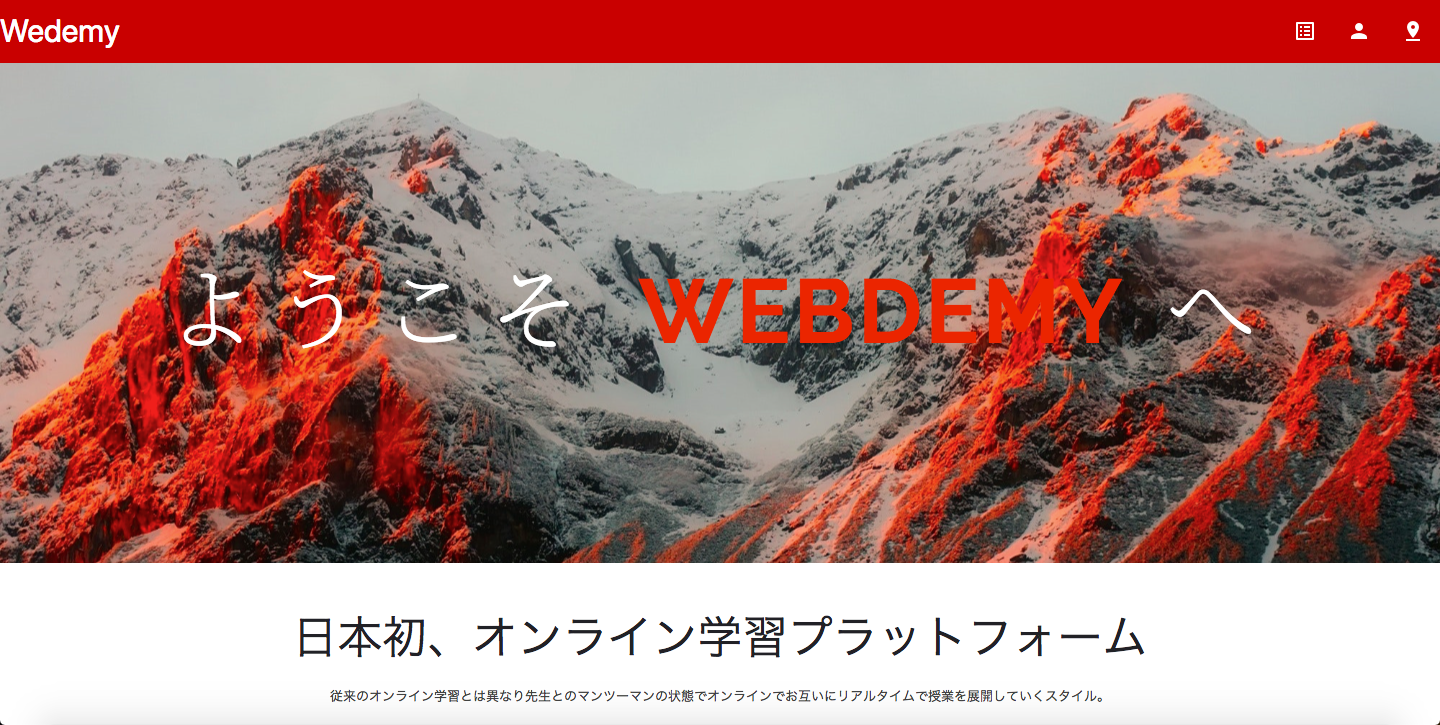 Wedemy
ようこそ WEBDEMY へ
日本初、オンライン学習プラットフォーム
従来のオンライン学習とは異なり先生とのマンツーマンの状態でオンラインでお互いにリアルタイムで授業を展開していくスタイル。